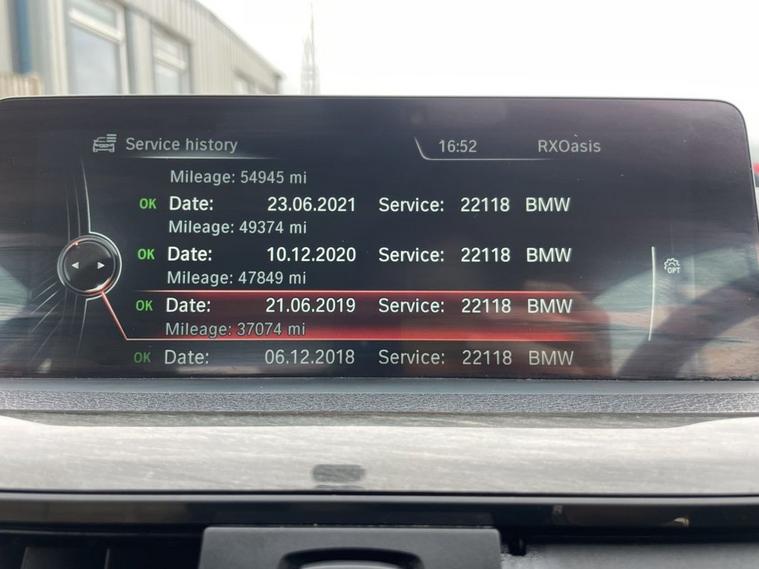 Service history 16:52 RXOasis
Mileage: 54945 mi
OK Date: 23.06.2021 Service: 22118 BMW
Mileage: 49374 mi
OK Date: 10.12.2020 Service: 22118 BMW
Mileage: 47849 mi
OK Date: 21.06.2019 Service: 22118 BMW
Mileage: 37074 mi
OK Date: 06.12.2018 Service: 22118 BMW
OPT